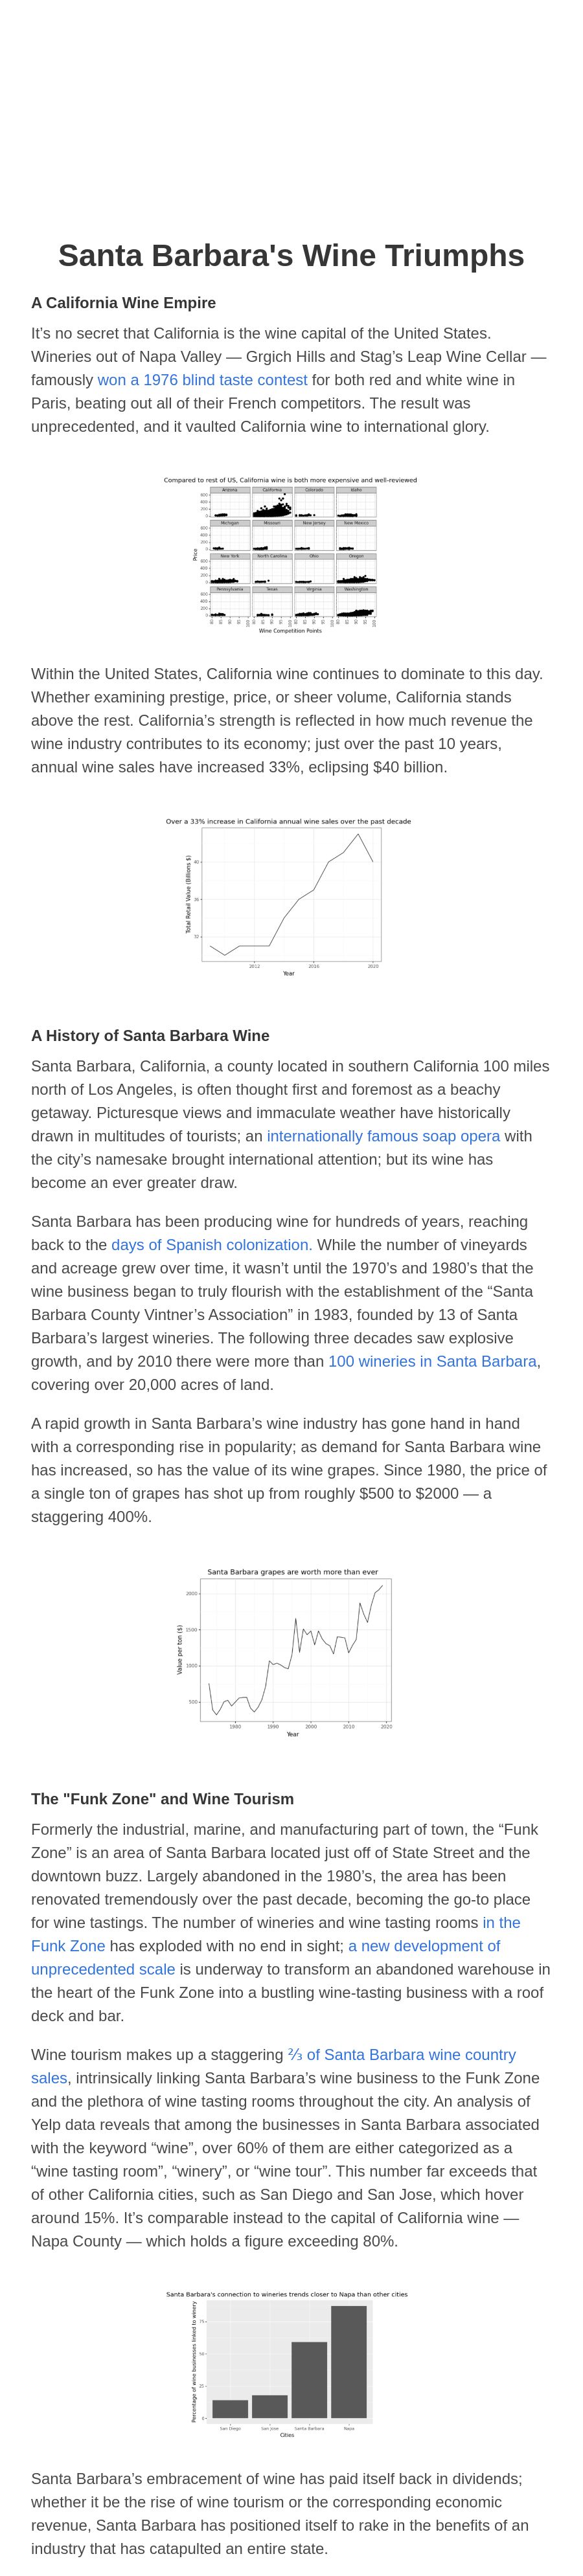 Santa Barbara's Wine Triumphs
A California Wine Empire
It’s no secret that California is the wine capital of the United States.
Wineries out of Napa Valley — Grgich Hills and Stag’s Leap Wine Cellar —
famously won a 1976 blind taste contest for both red and white wine in
Paris, beating out all of their French competitors. The result was
unprecedented, and it vaulted California wine to international glory.
Compared to rest of US, California wine is both more expensive and well-reviewed
Arizona California Colorado Idaho
Michigan Missouri New Jersey New Mexico
New York North Carolina Ohio Oregon
Pennsylvania Texas Virginia Washington
Price
Wine Competition Points
Within the United States, California wine continues to dominate to this day.
Whether examining prestige, price, or sheer volume, California stands
above the rest. California’s strength is reflected in how much revenue the
wine industry contributes to its economy; just over the past 10 years,
annual wine sales have increased 33%, eclipsing $40 billion.
Over a 33% increase in California annual wine sales over the past decade
Total Retail Value (Billions $)
40
36
32
2012 2016 2020
Year
A History of Santa Barbara Wine
Santa Barbara, California, a county located in southern California 100 miles
north of Los Angeles, is often thought first and foremost as a beachy
getaway. Picturesque views and immaculate weather have historically
drawn in multitudes of tourists; an internationally famous soap opera with
the city’s namesake brought international attention; but its wine has
become an ever greater draw.
Santa Barbara has been producing wine for hundreds of years, reaching
back to the days of Spanish colonization. While the number of vineyards
and acreage grew over time, it wasn’t until the 1970’s and 1980’s that the
wine business began to truly flourish with the establishment of the “Santa
Barbara County Vintner’s Association” in 1983, founded by 13 of Santa
Barbara’s largest wineries. The following three decades saw explosive
growth, and by 2010 there were more than 100 wineries in Santa Barbara,
covering over 20,000 acres of land.
A rapid growth in Santa Barbara’s wine industry has gone hand in hand
with a corresponding rise in popularity; as demand for Santa Barbara wine
has increased, so has the value of its wine grapes. Since 1980, the price of
a single ton of grapes has shot up from roughly $500 to $2000 — a
staggering 400%.
Santa Barbara grapes are worth more than ever
Value per ton ($)
2000
1500
1000
500
1980 1990 2000 2010 2020
Year
The "Funk Zone" and Wine Tourism
Formerly the industrial, marine, and manufacturing part of town, the “Funk
Zone” is an area of Santa Barbara located just off of State Street and the
downtown buzz. Largely abandoned in the 1980’s, the area has been
renovated tremendously over the past decade, becoming the go-to place
for wine tastings. The number of wineries and wine tasting rooms in the
Funk Zone has exploded with no end in sight; a new development of
unprecedented scale is underway to transform an abandoned warehouse in
the heart of the Funk Zone into a bustling wine-tasting business with a roof
deck and bar.
Wine tourism makes up a staggering ⅔ of Santa Barbara wine country
sales, intrinsically linking Santa Barbara’s wine business to the Funk Zone
and the plethora of wine tasting rooms throughout the city. An analysis of
Yelp data reveals that among the businesses in Santa Barbara associated
with the keyword “wine”, over 60% of them are either categorized as a
“wine tasting room”, “winery”, or “wine tour”. This number far exceeds that
of other California cities, such as San Diego and San Jose, which hover
around 15%. It’s comparable instead to the capital of California wine —
Napa County — which holds a figure exceeding 80%.
Santa Barbara's connection to wineries trends closer to Napa than other cities
Percentage of wine businesses linked to winery
75
50
25
0
San Diego San Jose Santa Barbara Napa
Cities
Santa Barbara’s embracement of wine has paid itself back in dividends;
whether it be the rise of wine tourism or the corresponding economic
revenue, Santa Barbara has positioned itself to rake in the benefits of an
industry that has catapulted an entire state.